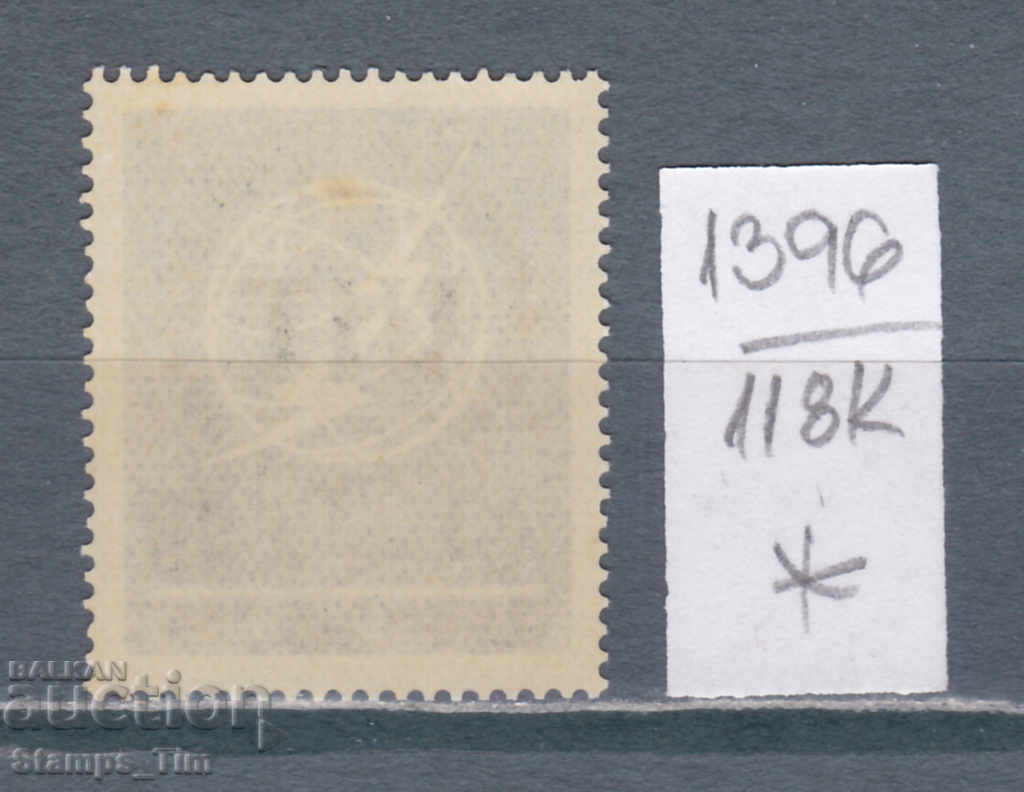 1396
118K
*
BALKAN
auction
Stamps_Tim